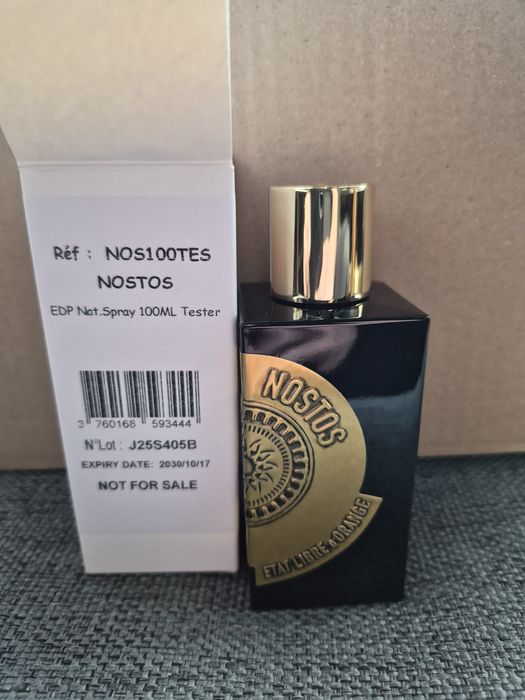 Réf : NOS100TES
NOSTOS
EDP Nat.Spray 100ML Tester
3 760168 593444
N°Lot : J25S405B
EXPIRY DATE: 2030/10/17
NOT FOR SALE
NOSTOS
ETAT LIBRE d'ORANGE